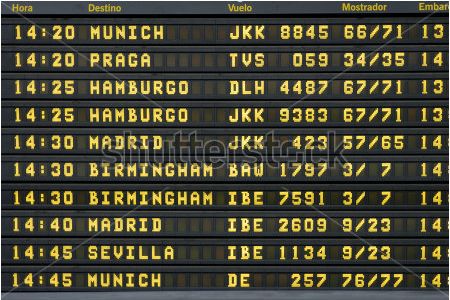 Hora Destino Vuelo Mostrador Embar
14:20 MUNICH JKK 8845 66/71 13
14:20 PRAGA TVS 059 34/35 14
14:25 HAMBURGO DLH 4487 67/71 13
14:25 HAMBURGO JKK 9383 67/71 13
14:30 MADRID JKK 423 57/65 14
14:30 BIRMINGHAM BAW 1797 3/ 7 14
14:30 BIRMINGHAM IBE 7591 3/ 7 14
14:40 MADRID IBE 2609 9/23 14
14:45 SEVILLA IBE 1134 9/23 14
14:45 MUNICH DE 257 76/77 14
shutterstock